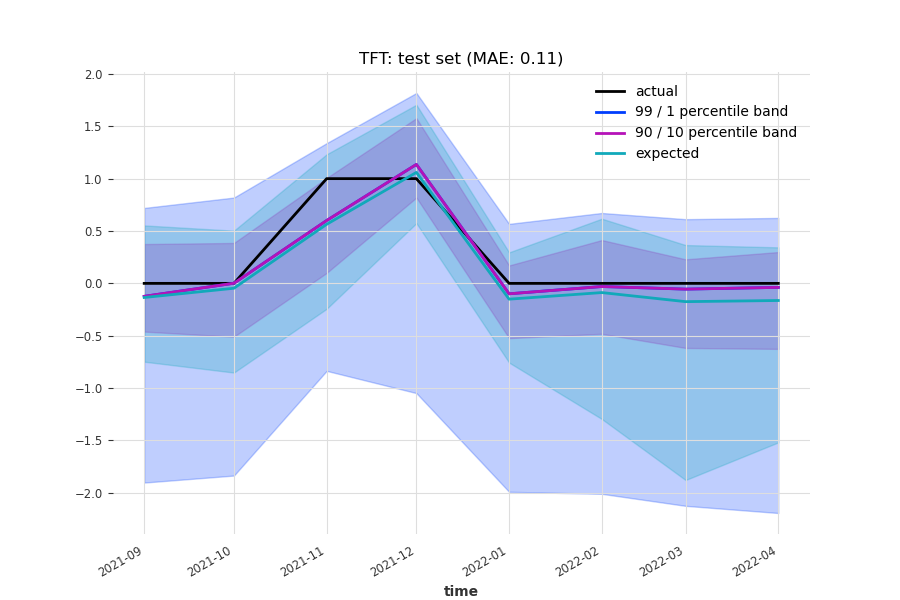 TFT: test set (MAE: 0.11)
actual
99 / 1 percentile band
90 / 10 percentile band
expected
2.0
1.5
1.0
0.5
0.0
−0.5
−1.0
−1.5
−2.0
2021-09
2021-10
2021-11
2021-12
2022-01
2022-02
2022-03
2022-04
time